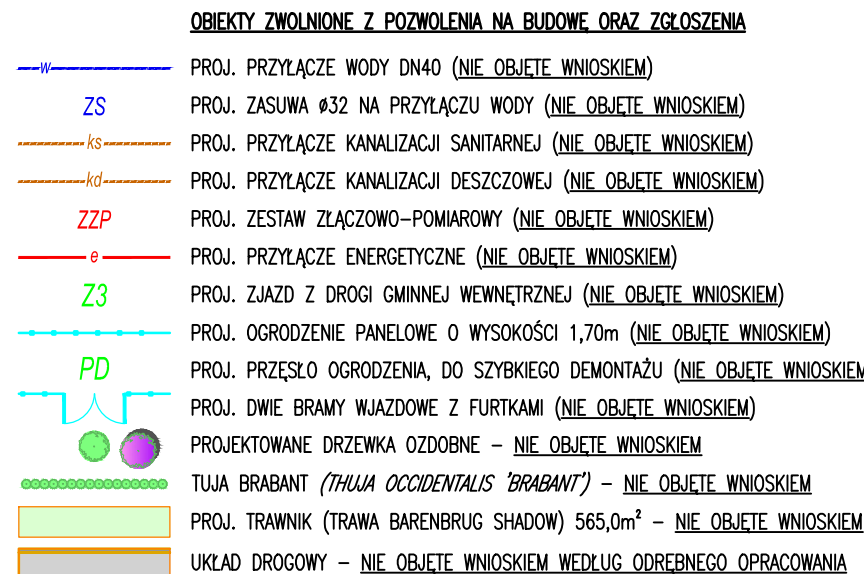 OBIEKTY ZWOLNIONE Z POZWOLENIA NA BUDOWĘ ORAZ ZGŁOSZENIA
w PROJ. PRZYŁĄCZE WODY DN40 (NIE OBJĘTE WNIOSKIEM)
ZS PROJ. ZASUWA ø32 NA PRZYŁĄCZU WODY (NIE OBJĘTE WNIOSKIEM)
ks PROJ. PRZYŁĄCZE KANALIZACJI SANITARNEJ (NIE OBJĘTE WNIOSKIEM)
kd PROJ. PRZYŁĄCZE KANALIZACJI DESZCZOWEJ (NIE OBJĘTE WNIOSKIEM)
ZZP PROJ. ZESTAW ZŁĄCZOWO-POMIAROWY (NIE OBJĘTE WNIOSKIEM)
e PROJ. PRZYŁĄCZE ENERGETYCZNE (NIE OBJĘTE WNIOSKIEM)
Z3 PROJ. ZJAZD Z DROGI GMINNEJ WEWNĘTRZNEJ (NIE OBJĘTE WNIOSKIEM)
PROJ. OGRODZENIE PANELOWE O WYSOKOŚCI 1,70m (NIE OBJĘTE WNIOSKIEM)
PD PROJ. PRZĘSŁO OGRODZENIA, DO SZYBKIEGO DEMONTAŻU (NIE OBJĘTE WNIOSKIEM
PROJ. DWIE BRAMY WJAZDOWE Z FURTKAMI (NIE OBJĘTE WNIOSKIEM)
PROJEKTOWANE DRZEWKA OZDOBNE – NIE OBJĘTE WNIOSKIEM
TUJA BRABANT (THUJA OCCIDENTALIS 'BRABANT') – NIE OBJĘTE WNIOSKIEM
PROJ. TRAWNIK (TRAWA BARENBRUG SHADOW) 565,0m² – NIE OBJĘTE WNIOSKIEM
UKŁAD DROGOWY – NIE OBJĘTE WNIOSKIEM WEDŁUG ODRĘBNEGO OPRACOWANIA